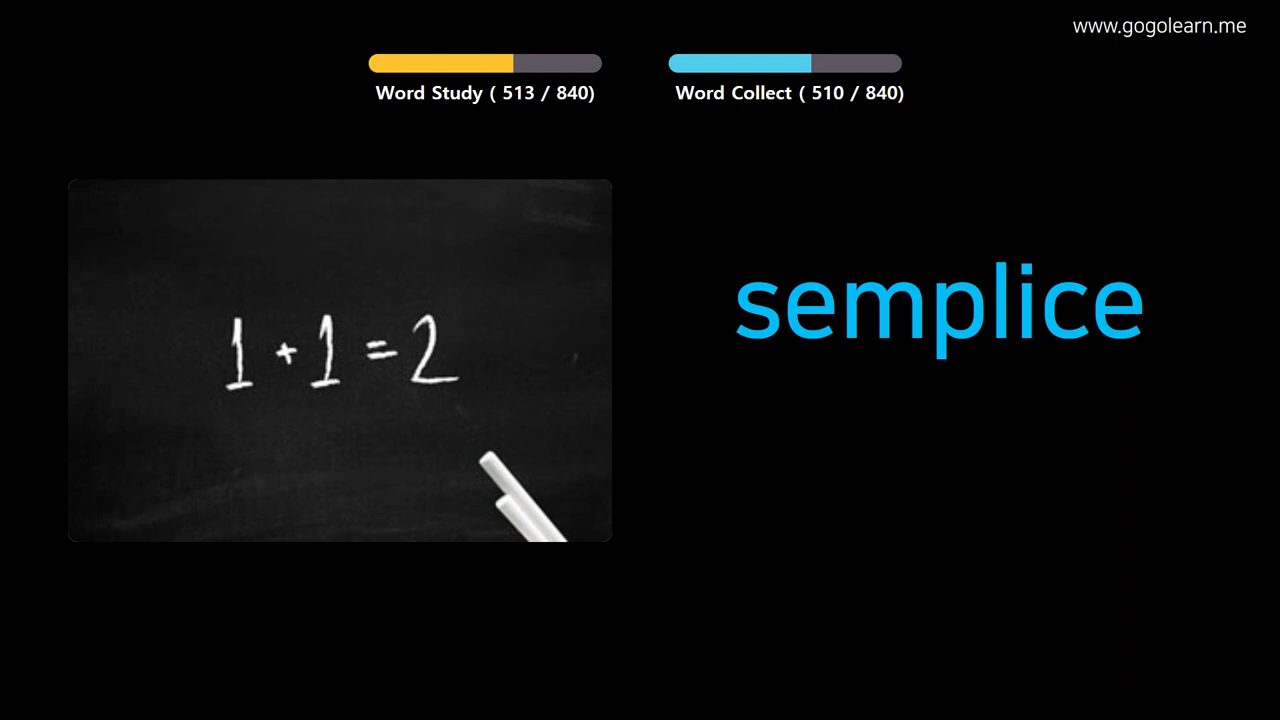 www.gogolearn.me
Word Study ( 513 / 840)
Word Collect ( 510 / 840)
semplice
1 + 1 = 2